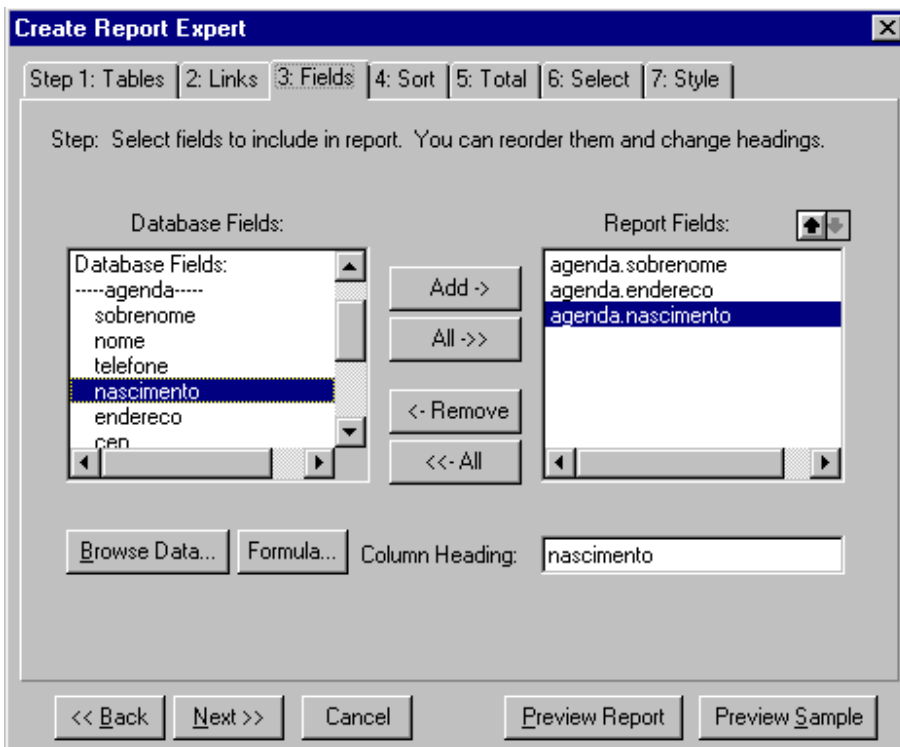 Create Report Expert
Step 1: Tables 2: Links 3: Fields 4: Sort 5: Total 6: Select 7: Style
Step: Select fields to include in report. You can reorder them and change headings.
Database Fields:
Database Fields:
-----agenda-----
sobrenome
nome
telefone
nascimento
endereco
cep
Add ->
All ->>
<- Remove
<<- All
Report Fields:
agenda.sobrenome
agenda.endereco
agenda.nascimento
Browse Data... Formula... Column Heading: nascimento
<< Back Next >> Cancel Preview Report Preview Sample